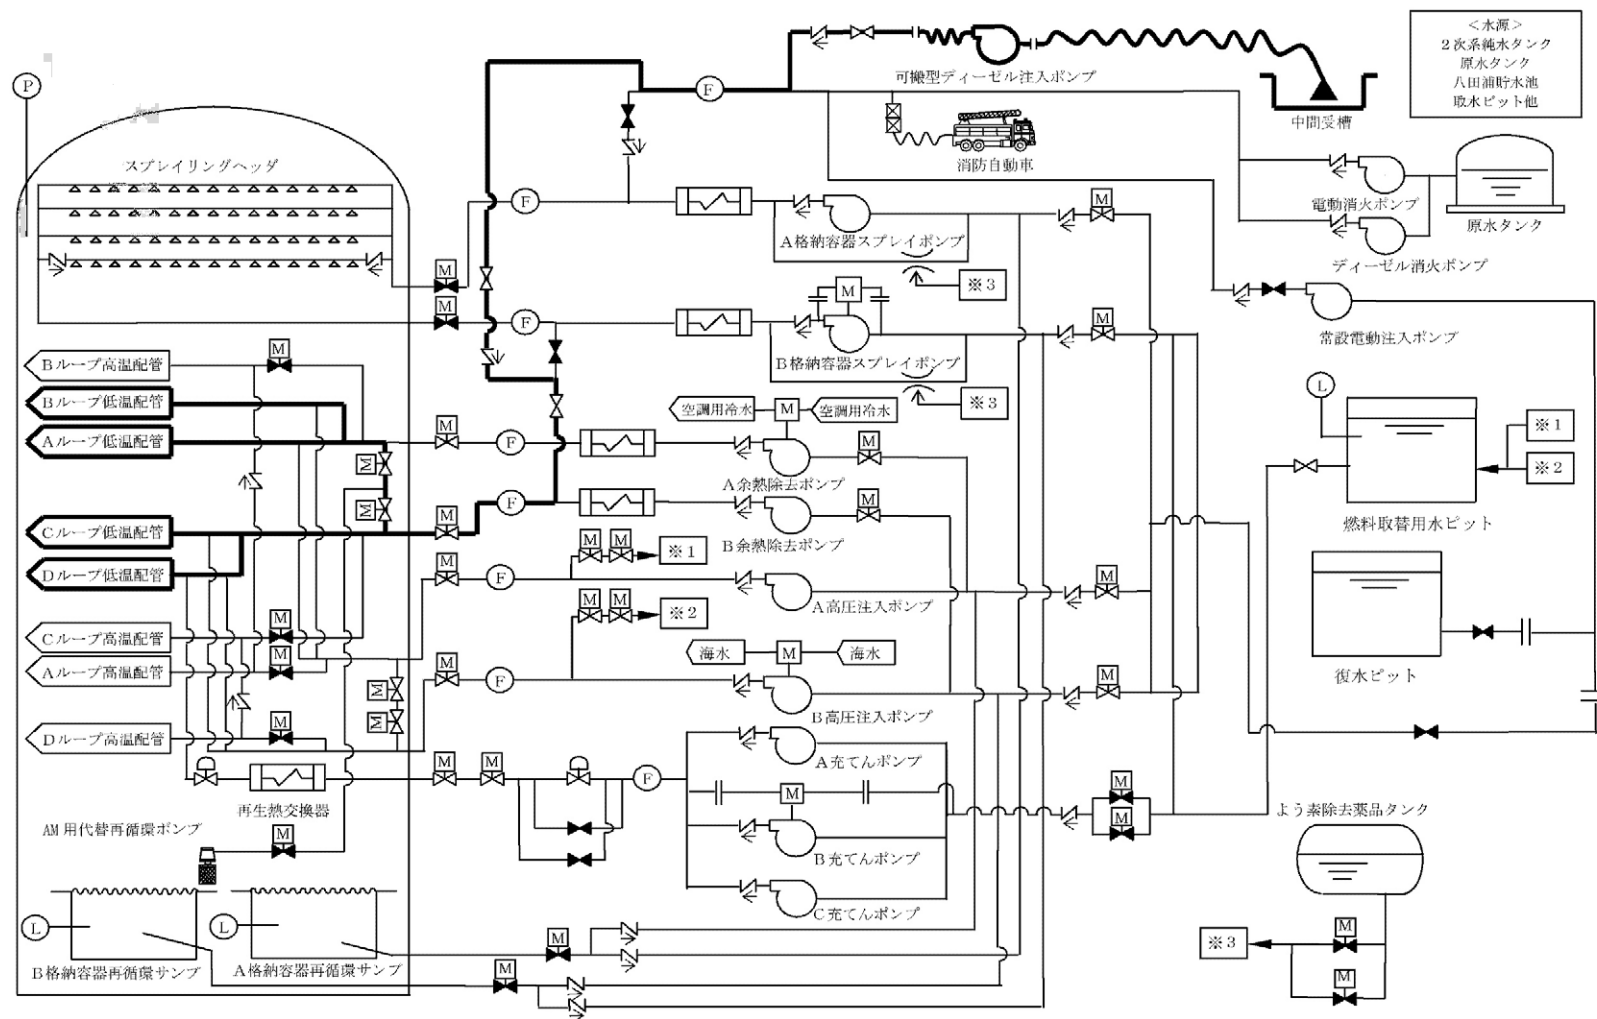 <水源>
2次系純水タンク
原水タンク
八田浦貯水池
取水ピット他
P
可搬型ディーゼル注入ポンプ
中間受槽
F
消防自動車
スプレイリングヘッダ
電動消火ポンプ
原水タンク
ディーゼル消火ポンプ
F
A格納容器スプレイポンプ
M
M
※3
M
F
M
M
B格納容器スプレイポンプ
常設電動注入ポンプ
※3
Bループ高温配管
M
Bループ低温配管
Aループ低温配管
空調用冷水
M
空調用冷水
L
※1
※2
M
F
M
A余熱除去ポンプ
M
M
燃料取替用水ピット
Cループ低温配管
M
F
M
B余熱除去ポンプ
Dループ低温配管
M
M
※1
M
F
A高圧注入ポンプ
M
M
M
※2
Cループ高温配管
M
Aループ高温配管
M
海水
M
海水
復水ピット
M
F
M
B高圧注入ポンプ
M
M
Dループ高温配管
M
A充てんポンプ
再生熱交換器
M
M
F
M
M
M
B充てんポンプ
よう素除去薬品タンク
AM用代替再循環ポンプ
M
C充てんポンプ
L
L
B格納容器再循環サンプ
A格納容器再循環サンプ
M
M
※3
M
M